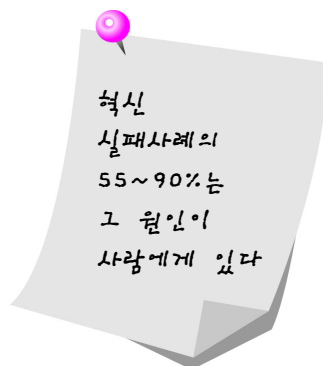 혁신
실패사례의
55~90%는
그 원인이
사람에게 있다